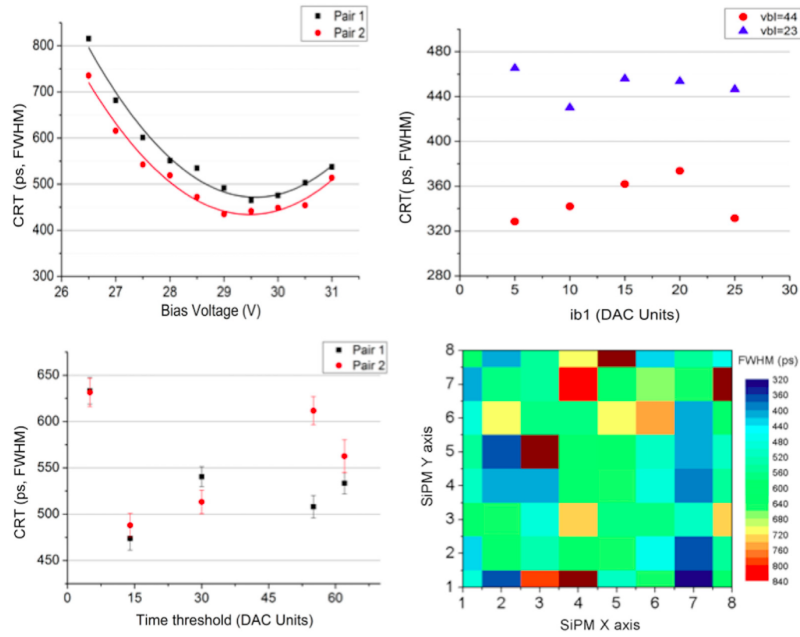 Pair 1
Pair 2
800
700
600
500
400
300
CRT (ps, FWHM)
26 27 28 29 30 31
Bias Voltage (V)
vbl=44
vbl=23
480
440
400
360
320
280
CRT( ps, FWHM)
0 5 10 15 20 25 30
ib1 (DAC Units)
Pair 1
Pair 2
650
600
550
500
450
CRT (ps, FWHM)
0 15 30 45 60
Time threshold (DAC Units)
8
7
6
5
4
3
2
1
SiPM Y axis
1 2 3 4 5 6 7 8
SiPM X axis
FWHM (ps)
320
360
400
440
480
520
560
600
640
680
720
760
800
840